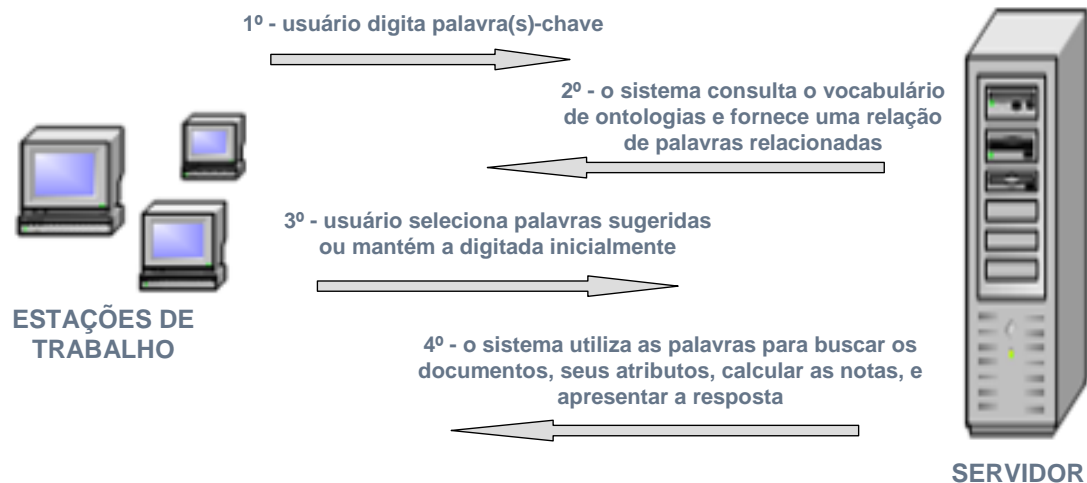 1º - usuário digita palavra(s)-chave
2º - o sistema consulta o vocabulário
de ontologias e fornece uma relação
de palavras relacionadas
3º - usuário seleciona palavras sugeridas
ou mantém a digitada inicialmente
ESTAÇÕES DE
TRABALHO
4º - o sistema utiliza as palavras para buscar os
documentos, seus atributos, calcular as notas, e
apresentar a resposta
SERVIDOR